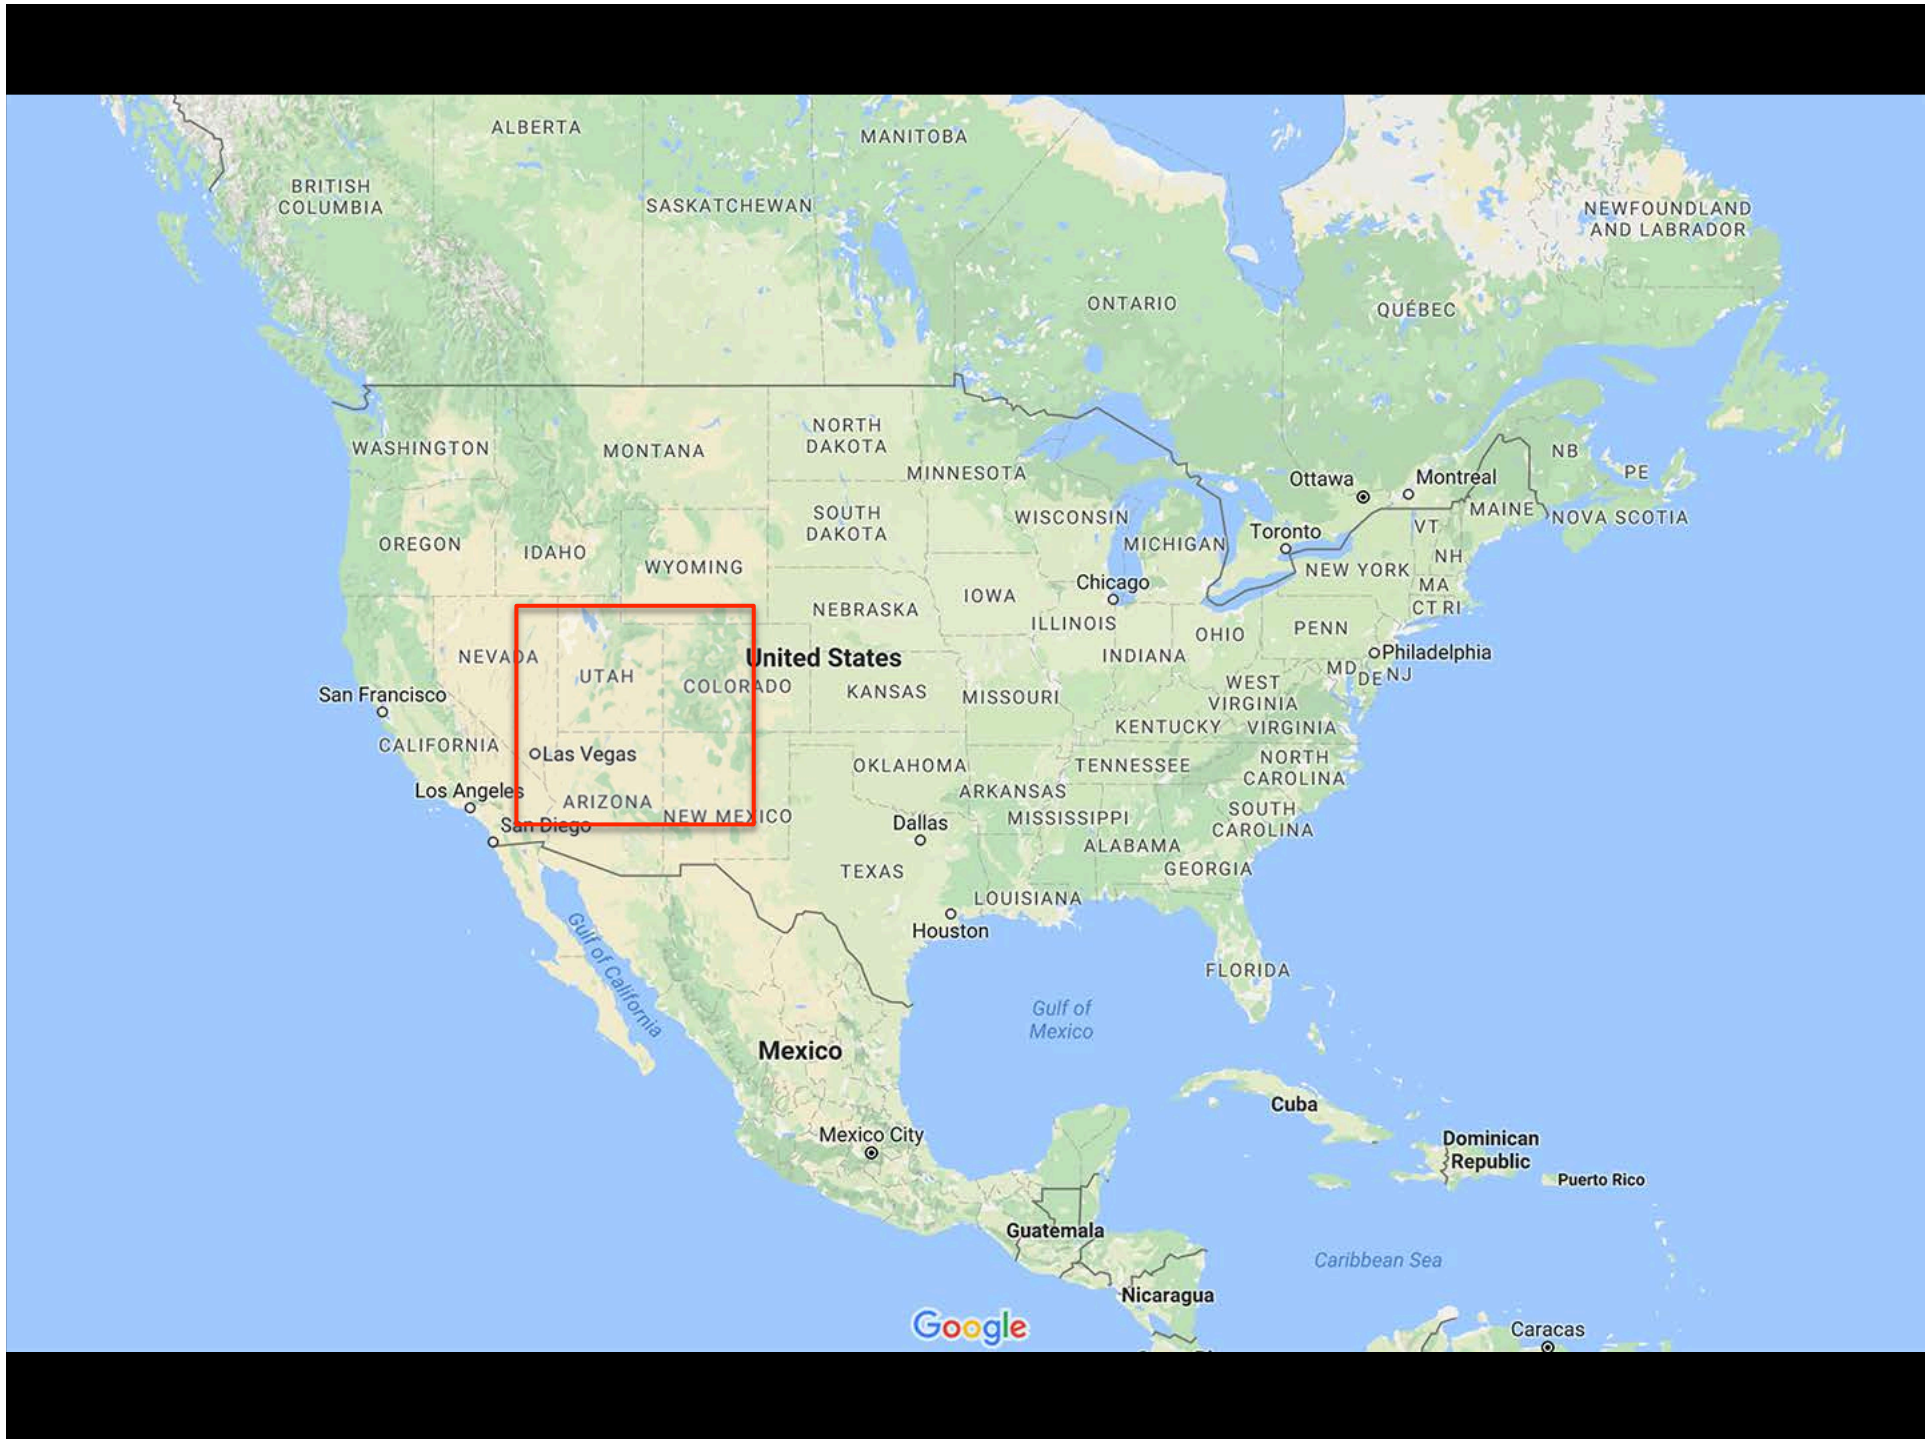 ALBERTA
MANITOBA
BRITISH
COLUMBIA
SASKATCHEWAN
NEWFOUNDLAND
AND LABRADOR
ONTARIO
QUÉBEC
WASHINGTON
MONTANA
NORTH
DAKOTA
MINNESOTA
Ottawa
Montreal
NB
PE
OREGON
IDAHO
SOUTH
DAKOTA
WISCONSIN
MICHIGAN
Toronto
VT
MAINE
NOVA SCOTIA
WYOMING
NH
NEW YORK
MA
CT RI
Chicago
IOWA
NEBRASKA
ILLINOIS
OHIO
PENN
INDIANA
Philadelphia
MD
DE
NJ
NEVADA
UTAH
United States
COLORADO
KANSAS
MISSOURI
WEST
VIRGINIA
San Francisco
KENTUCKY
VIRGINIA
CALIFORNIA
Las Vegas
OKLAHOMA
TENNESSEE
NORTH
CAROLINA
Los Angeles
ARIZONA
NEW MEXICO
ARKANSAS
MISSISSIPPI
SOUTH
CAROLINA
San Diego
Dallas
ALABAMA
TEXAS
GEORGIA
LOUISIANA
Houston
Gulf of California
FLORIDA
Gulf of
Mexico
Mexico
Cuba
Mexico City
Dominican
Republic
Puerto Rico
Guatemala
Caribbean Sea
Nicaragua
Google
Caracas